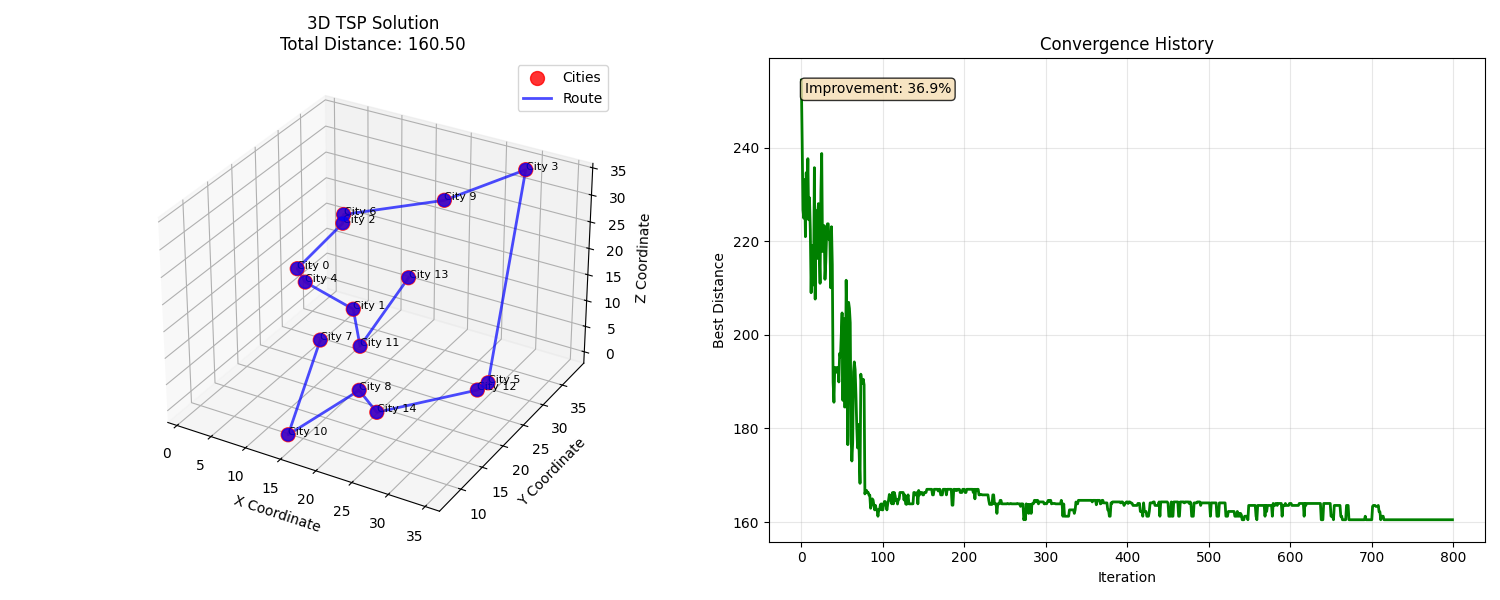 3D TSP Solution
Total Distance: 160.50
Cities
Route
City 3
City 9
City 6
City 2
City 0
City 4
City 13
City 1
City 7
City 11
City 5
City 12
City 8
City 14
City 10
0
5
10
15
20
25
30
35
X Coordinate
10
15
20
25
30
35
Y Coordinate
0
5
10
15
20
25
30
35
Z Coordinate
Convergence History
Improvement: 36.9%
240
220
200
180
160
Best Distance
0 100 200 300 400 500 600 700 800
Iteration